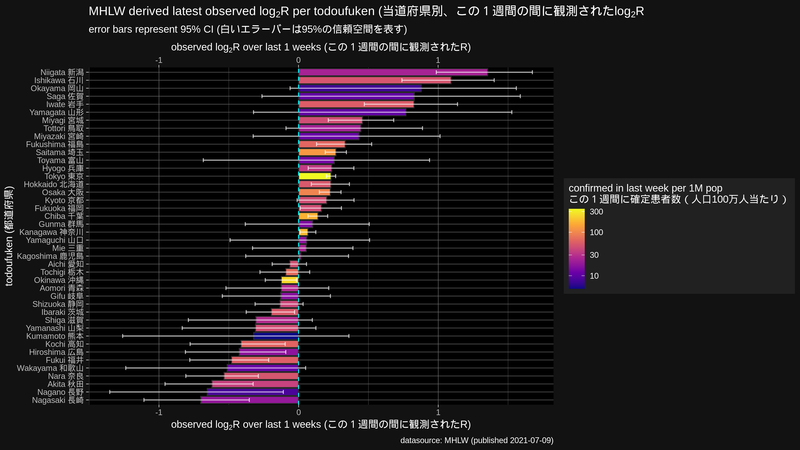 MHLW derived latest observed log₂R per todoufuken (当道府県別、この１週間の間に観測されたlog₂R
error bars represent 95% CI (白いエラーバーは95%の信頼空間を表す)
observed log₂R over last 1 weeks (この１週間の間に観測されたR)
-1 0 1
todoufuken (都道府県)
Niigata 新潟
Ishikawa 石川
Okayama 岡山
Saga 佐賀
Iwate 岩手
Yamagata 山形
Miyagi 宮城
Tottori 鳥取
Miyazaki 宮崎
Fukushima 福島
Saitama 埼玉
Toyama 富山
Hyogo 兵庫
Tokyo 東京
Hokkaido 北海道
Osaka 大阪
Kyoto 京都
Fukuoka 福岡
Chiba 千葉
Gunma 群馬
Kanagawa 神奈川
Yamaguchi 山口
Mie 三重
Kagoshima 鹿児島
Aichi 愛知
Tochigi 栃木
Okinawa 沖縄
Aomori 青森
Gifu 岐阜
Shizuoka 静岡
Ibaraki 茨城
Shiga 滋賀
Yamanashi 山梨
Kumamoto 熊本
Kochi 高知
Hiroshima 広島
Fukui 福井
Wakayama 和歌山
Nara 奈良
Akita 秋田
Nagano 長野
Nagasaki 長崎
-1 0 1
observed log₂R over last 1 weeks (この１週間の間に観測されたR)
confirmed in last week per 1M pop
この１週間に確定患者数 ( 人口100万人当たり )
300
100
30
10
datasource: MHLW (published 2021-07-09)